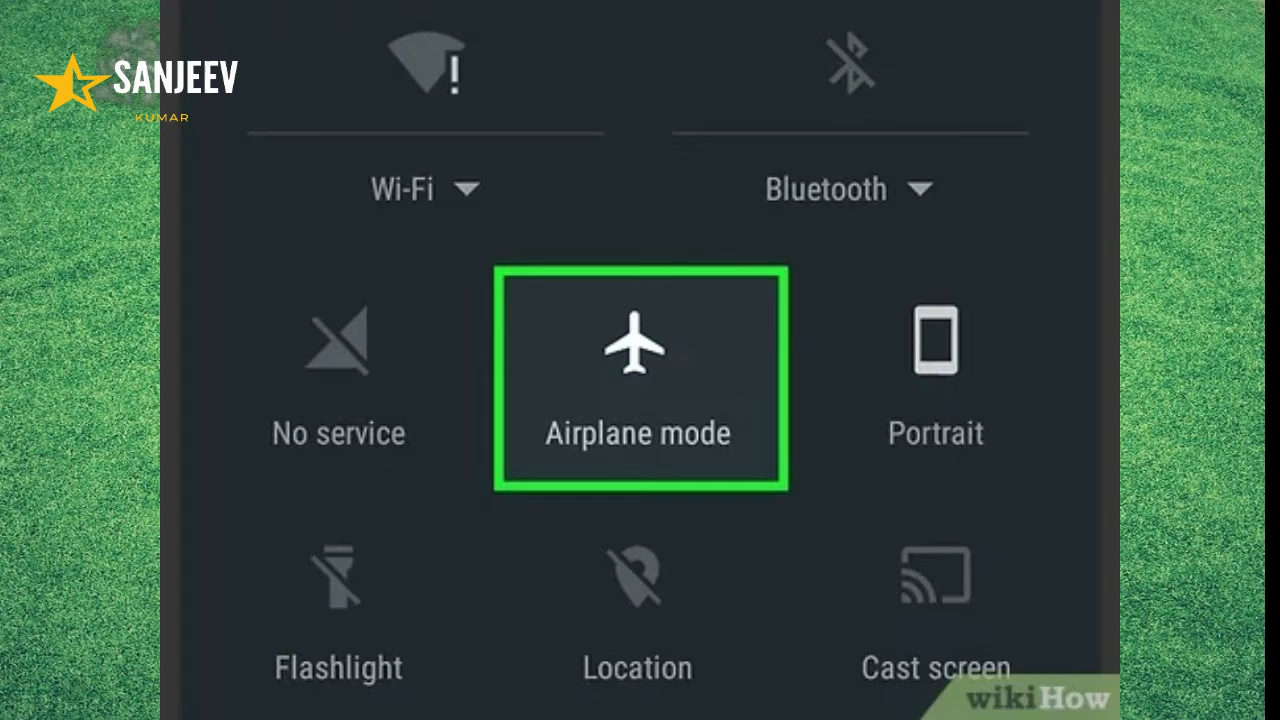 SANJEEV
KUMAR
!
Wi-Fi
Bluetooth
No service
Airplane mode
Portrait
Flashlight
Location
Cast screen
wikiHow